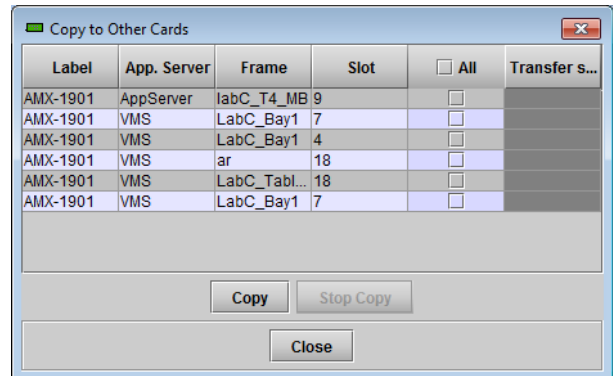 Copy to Other Cards
Label App. Server Frame Slot All Transfer s...
AMX-1901 AppServer labC_T4_MB 9
AMX-1901 VMS LabC_Bay1 7
AMX-1901 VMS LabC_Bay1 4
AMX-1901 VMS ar 18
AMX-1901 VMS LabC_Tabl... 18
AMX-1901 VMS LabC_Bay1 7
Copy Stop Copy
Close